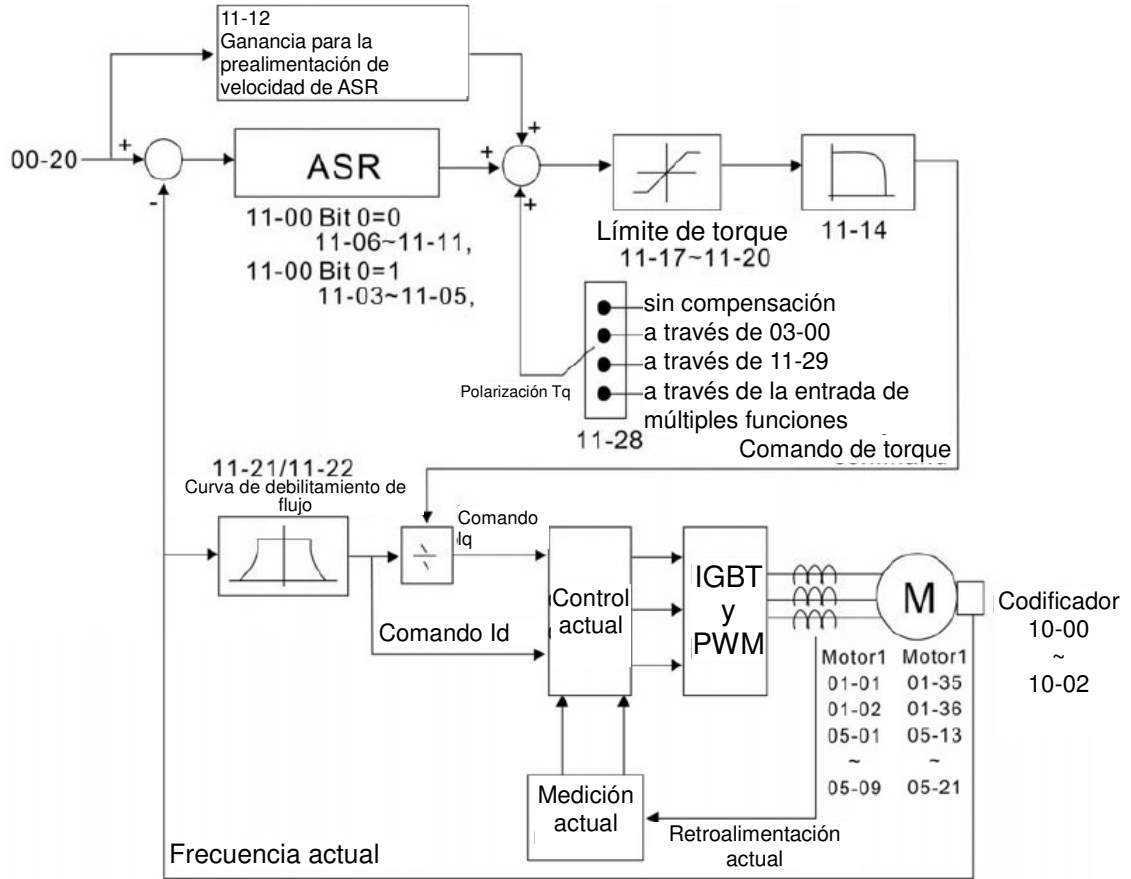 11-12
Ganancia para la
prealimentación de
velocidad de ASR
00-20
+
-
ASR
+
+
+
11-00 Bit 0=0
11-06~11-11,
11-00 Bit 0=1
11-03~11-05,
Límite de torque
11-17~11-20
11-14
sin compensación
a través de 03-00
a través de 11-29
a través de la entrada de
múltiples funciones
Polarización Tq
11-28
Comando de torque
11-21/11-22
Curva de debilitamiento de
flujo
Comando
Iq
Comando Id
Control
actual
IGBT
y
PWM
M
Codificador
10-00
~
10-02
Motor1 Motor1
01-01 01-35
01-02 01-36
05-01 05-13
~ ~
05-09 05-21
Medición
actual
Retroalimentación
actual
Frecuencia actual